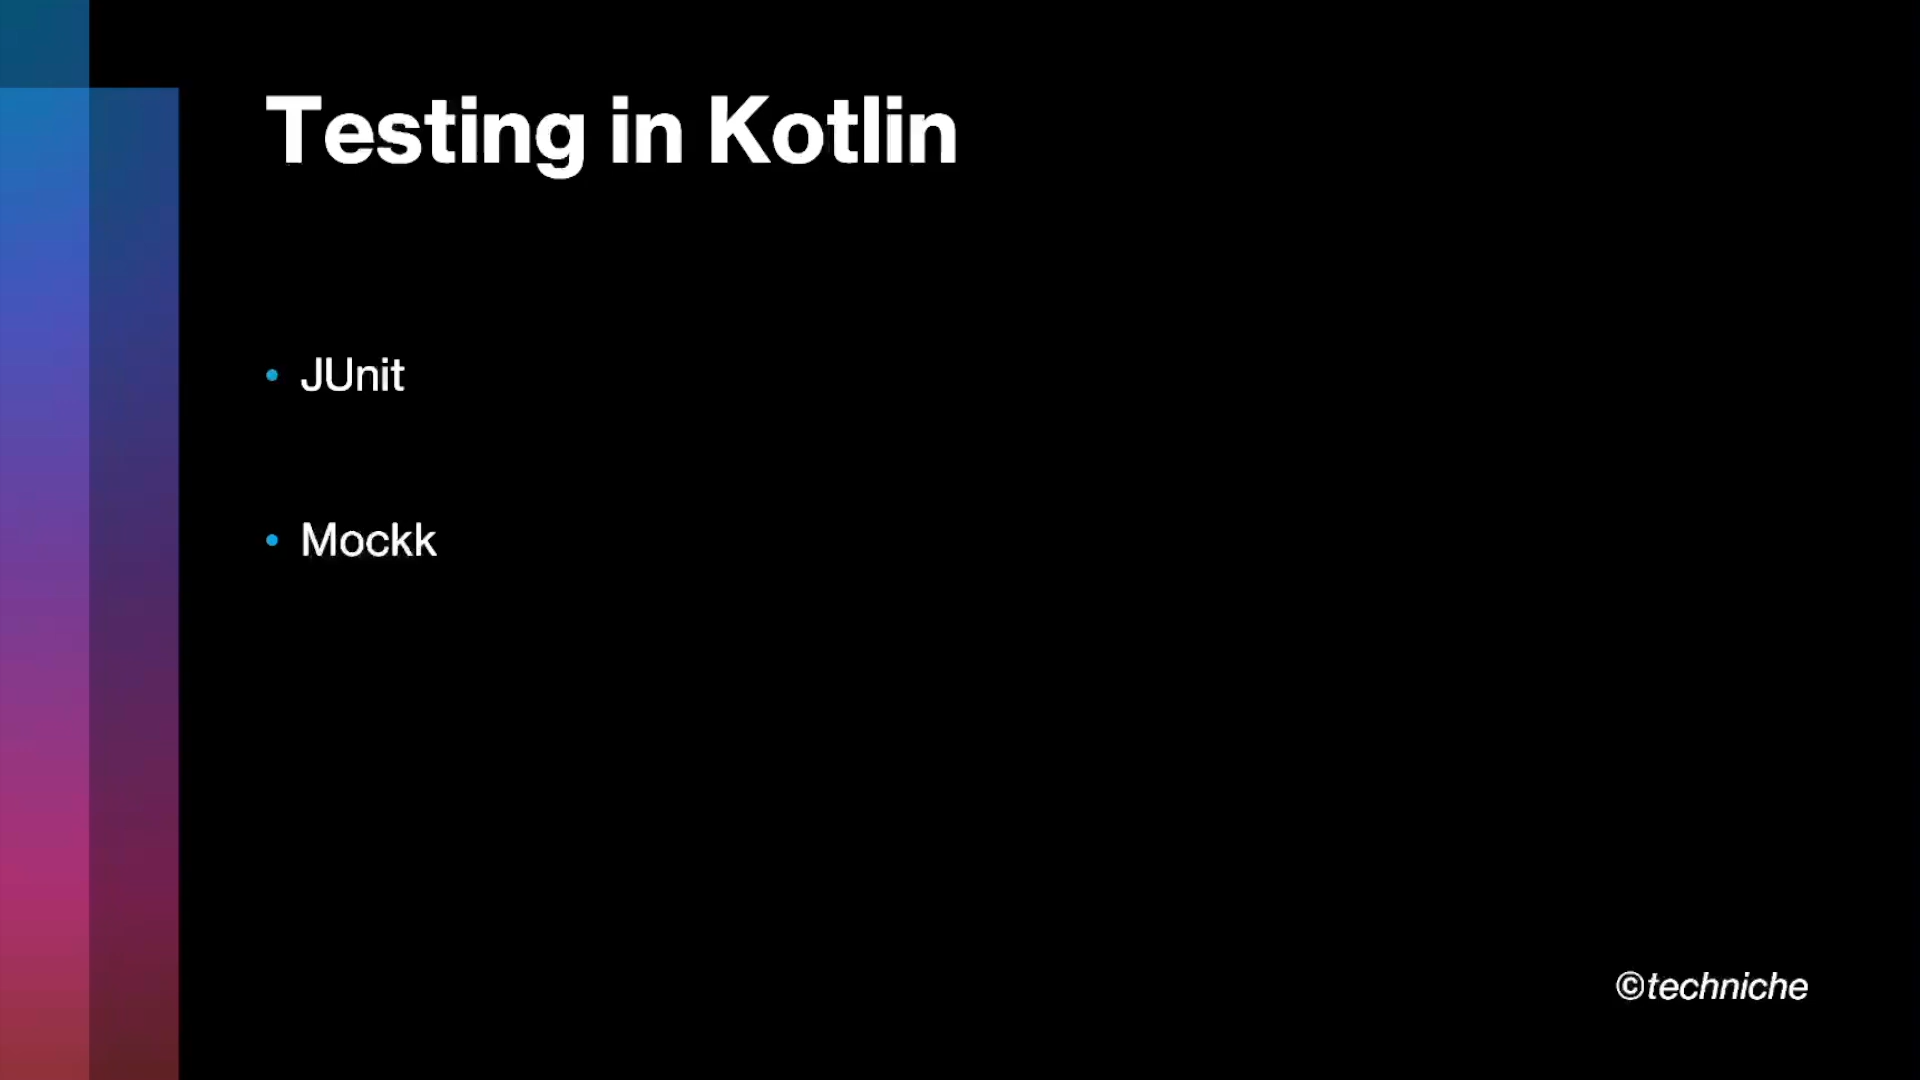 Testing in Kotlin
• JUnit
• Mockk
©techniche